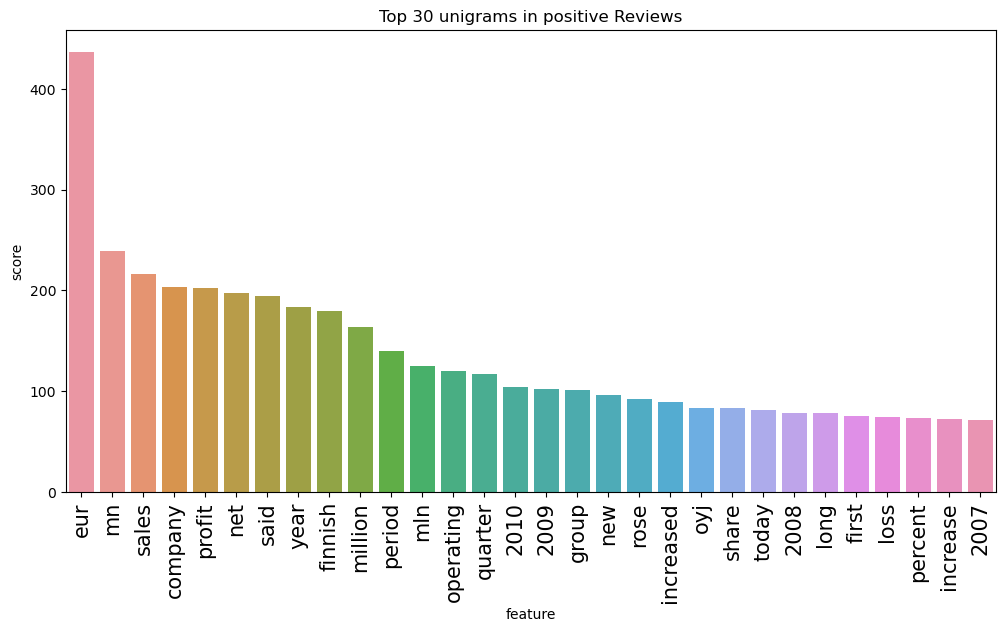 Top 30 unigrams in positive Reviews
score
400
300
200
100
0
eur
mn
sales
company
profit
net
said
year
finnish
million
period
mln
operating
quarter
2010
2009
group
new
rose
increased
oyj
share
today
2008
long
first
loss
percent
increase
2007
feature